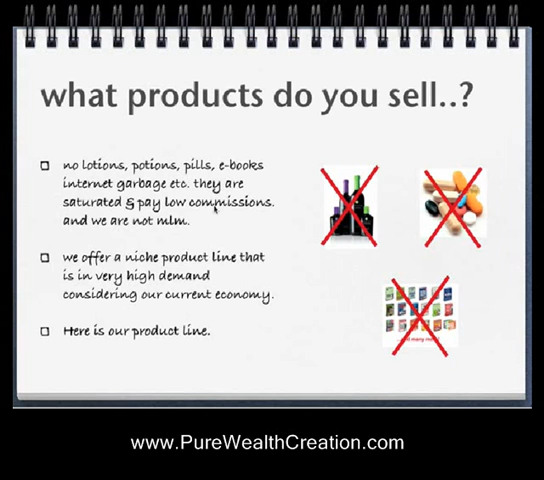 what products do you sell..?
no lotions, potions, pills, e-books
internet garbage etc. they are
saturated & pay low commissions.
and we are not mlm.
we offer a niche product line that
is in very high demand
considering our current economy.
Here is our product line.
www.PureWealthCreation.com